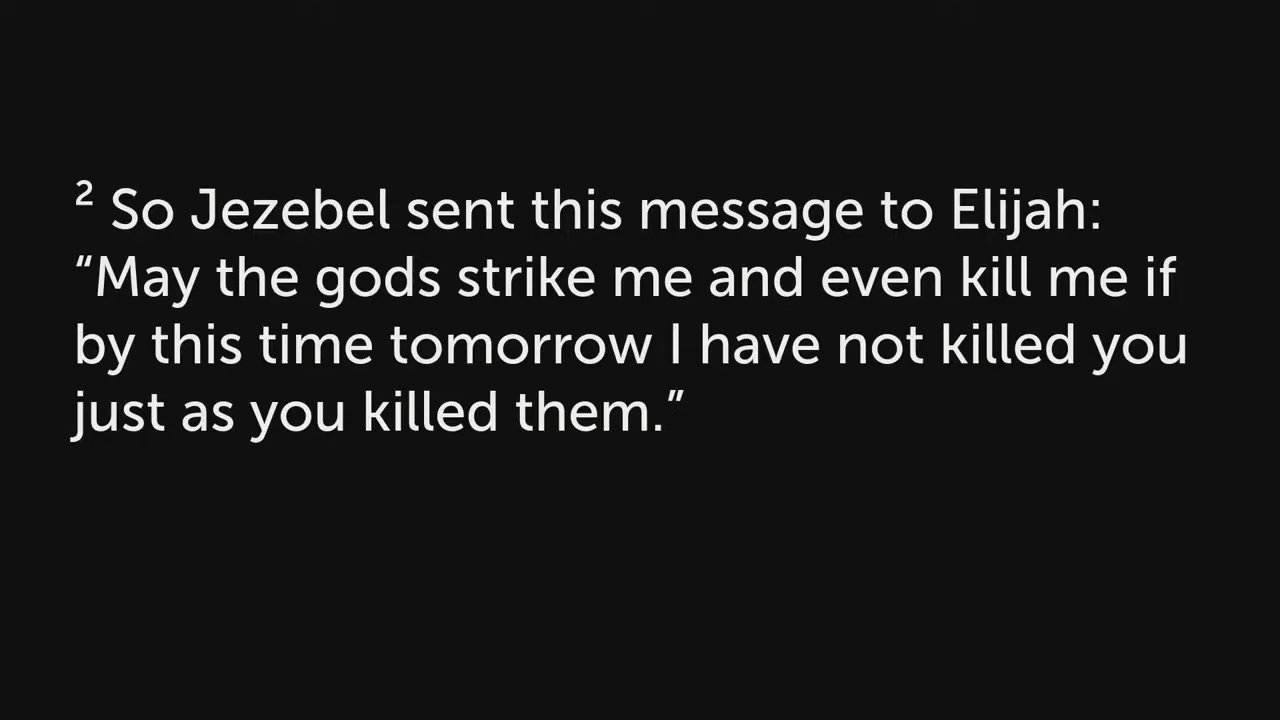 ² So Jezebel sent this message to Elijah:
“May the gods strike me and even kill me if
by this time tomorrow I have not killed you
just as you killed them.”